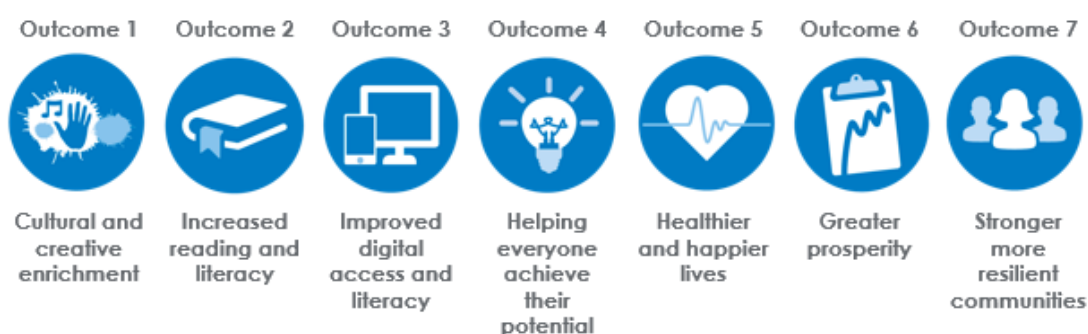 Outcome 1
Outcome 2
Outcome 3
Outcome 4
Outcome 5
Outcome 6
Outcome 7
Cultural and
creative
enrichment
Increased
reading and
literacy
Improved
digital
access and
literacy
Helping
everyone
achieve
their
potential
Healthier
and happier
lives
Greater
prosperity
Stronger
more
resilient
communities